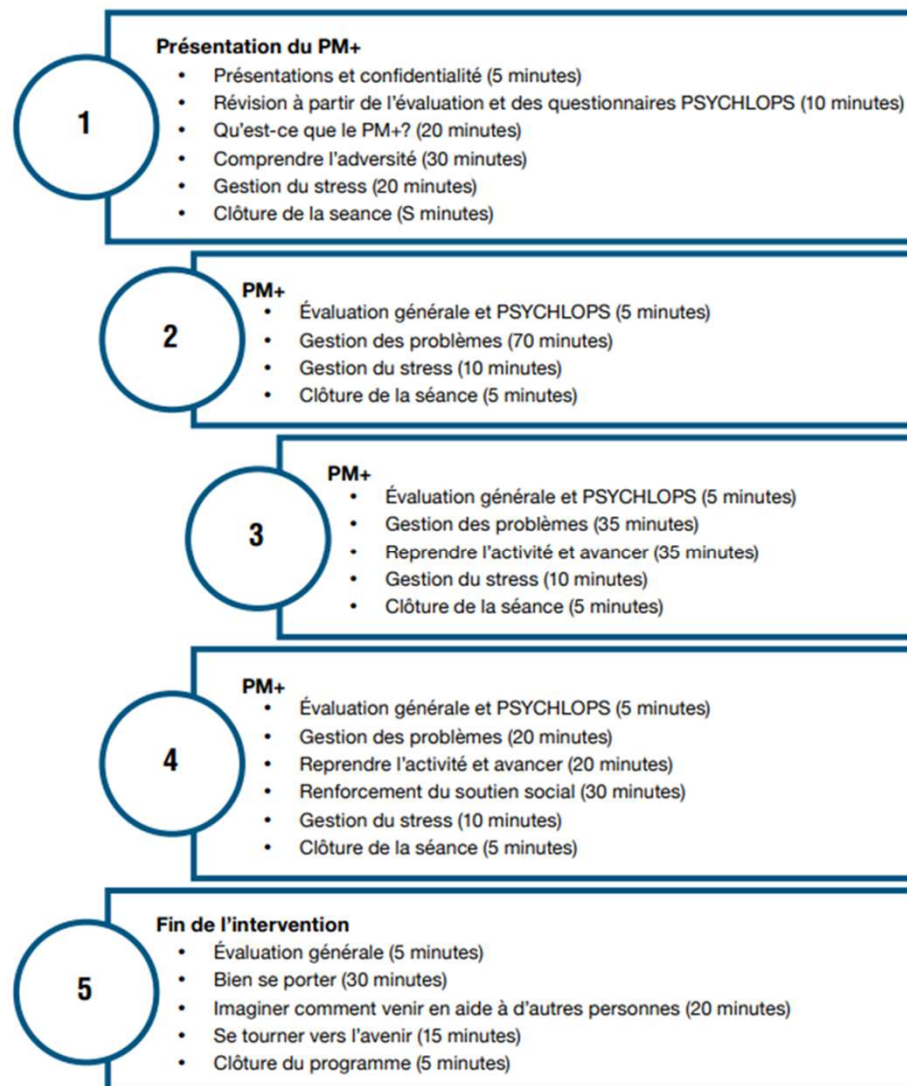 1
Présentation du PM+
• Présentations et confidentialité (5 minutes)
• Révision à partir de l'évaluation et des questionnaires PSYCHLOPS (10 minutes)
• Qu'est-ce que le PM+? (20 minutes)
• Comprendre l'adversité (30 minutes)
• Gestion du stress (20 minutes)
• Clôture de la seance (S minutes)
2
PM+
• Évaluation générale et PSYCHLOPS (5 minutes)
• Gestion des problèmes (70 minutes)
• Gestion du stress (10 minutes)
• Clôture de la séance (5 minutes)
3
PM+
• Évaluation générale et PSYCHLOPS (5 minutes)
• Gestion des problèmes (35 minutes)
• Reprendre l'activité et avancer (35 minutes)
• Gestion du stress (10 minutes)
• Clôture de la séance (5 minutes)
4
PM+
• Évaluation générale et PSYCHLOPS (5 minutes)
• Gestion des problèmes (20 minutes)
• Reprendre l'activité et avancer (20 minutes)
• Renforcement du soutien social (30 minutes)
• Gestion du stress (10 minutes)
• Clôture de la séance (5 minutes)
5
Fin de l'intervention
• Évaluation générale (5 minutes)
• Bien se porter (30 minutes)
• Imaginer comment venir en aide à d'autres personnes (20 minutes)
• Se tourner vers l'avenir (15 minutes)
• Clôture du programme (5 minutes)